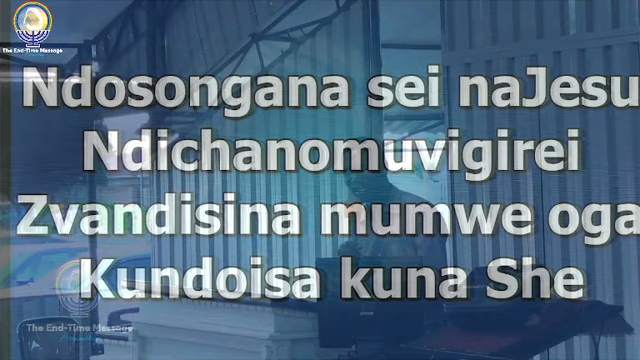 The End-Time Message
Ndosongana sei naJesu
Ndichanomuvigirei
Zvandisina mumwe oga
Kundoisa kuna She
The End-Time Message